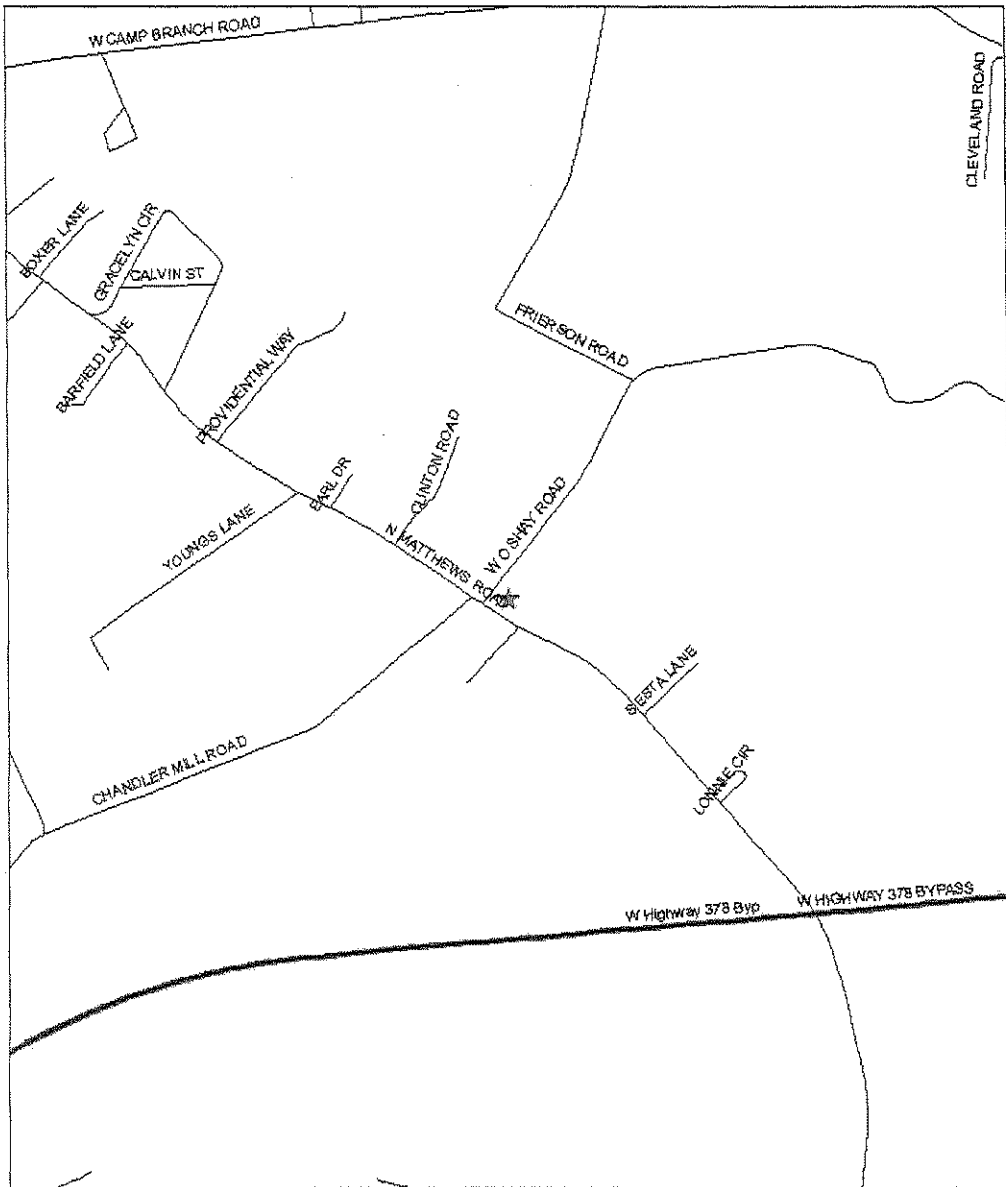 W CAMP BRANCH ROAD
CLEVELAND ROAD
BOXER LANE
GRACELYN CIR
CALVIN ST
BARFIELD LANE
PROVIDENTIAL WAY
FRIERSON ROAD
EARL DR
CLINTON ROAD
YOUNGS LANE
N MATTHEWS ROAD
W O SHAY ROAD
SIESTA LANE
CHANDLER MILL ROAD
LONNIE CIR
W Highway 378 Byp
W HIGHWAY 378 BYPASS